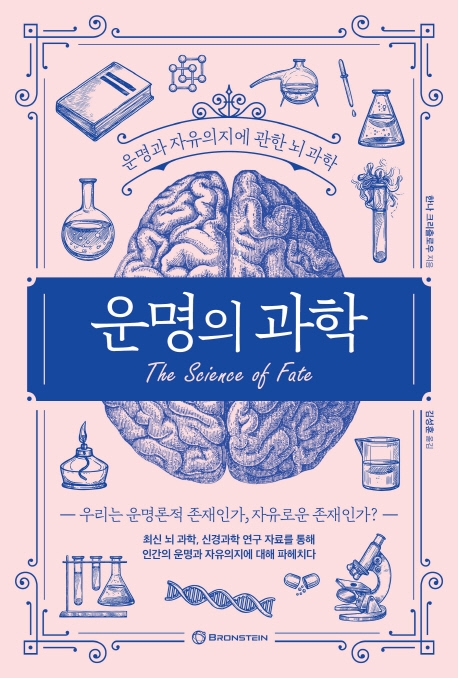 운명과 자유의지에 관한 뇌 과학
한나 크리츨로우 지음
운명의 과학
The Science of Fate
김성훈 옮김
우리는 운명론적 존재인가, 자유로운 존재인가?
최신 뇌 과학, 신경과학 연구 자료를 통해
인간의 운명과 자유의지에 대해 파헤치다
BRONSTEIN